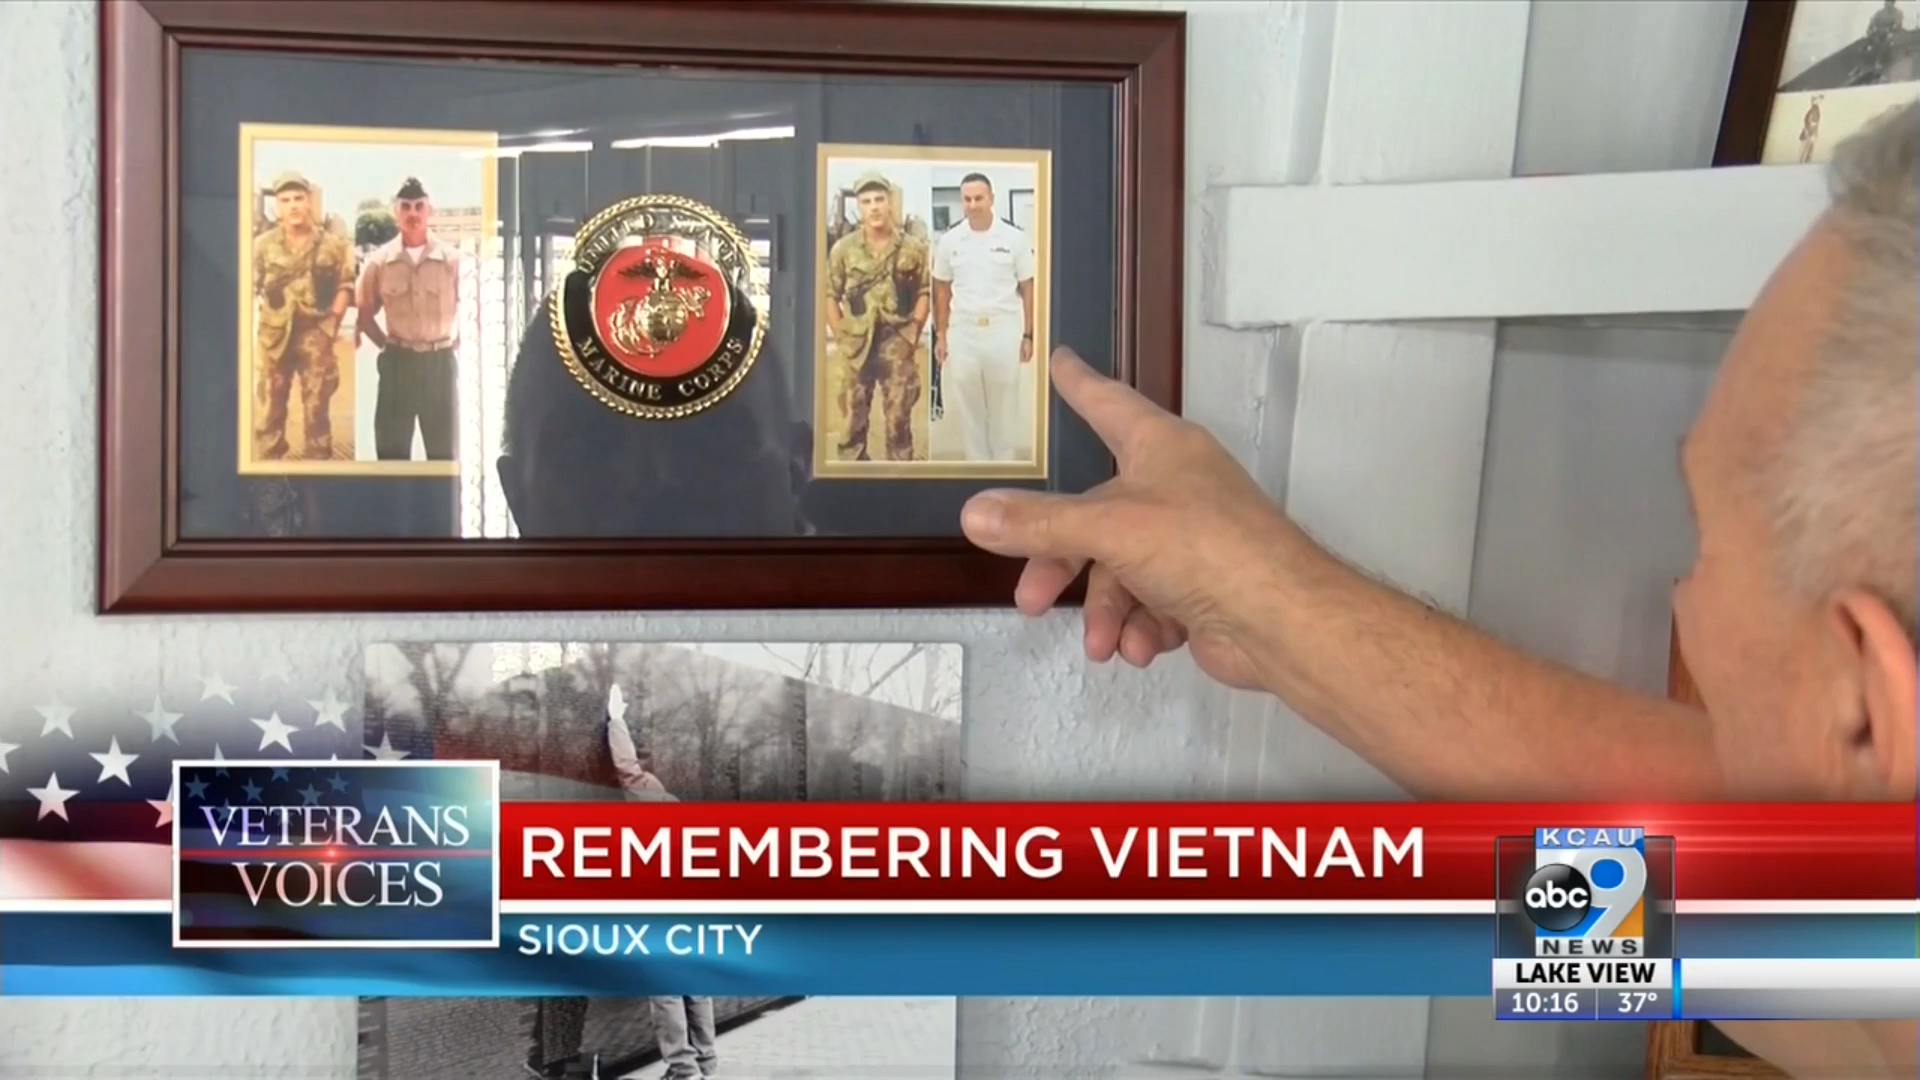 UNITED STATES
MARINE CORPS
VETERANS
VOICES
REMEMBERING VIETNAM
SIOUX CITY
KCAU
abc 9
NEWS
LAKE VIEW
10:16 37°